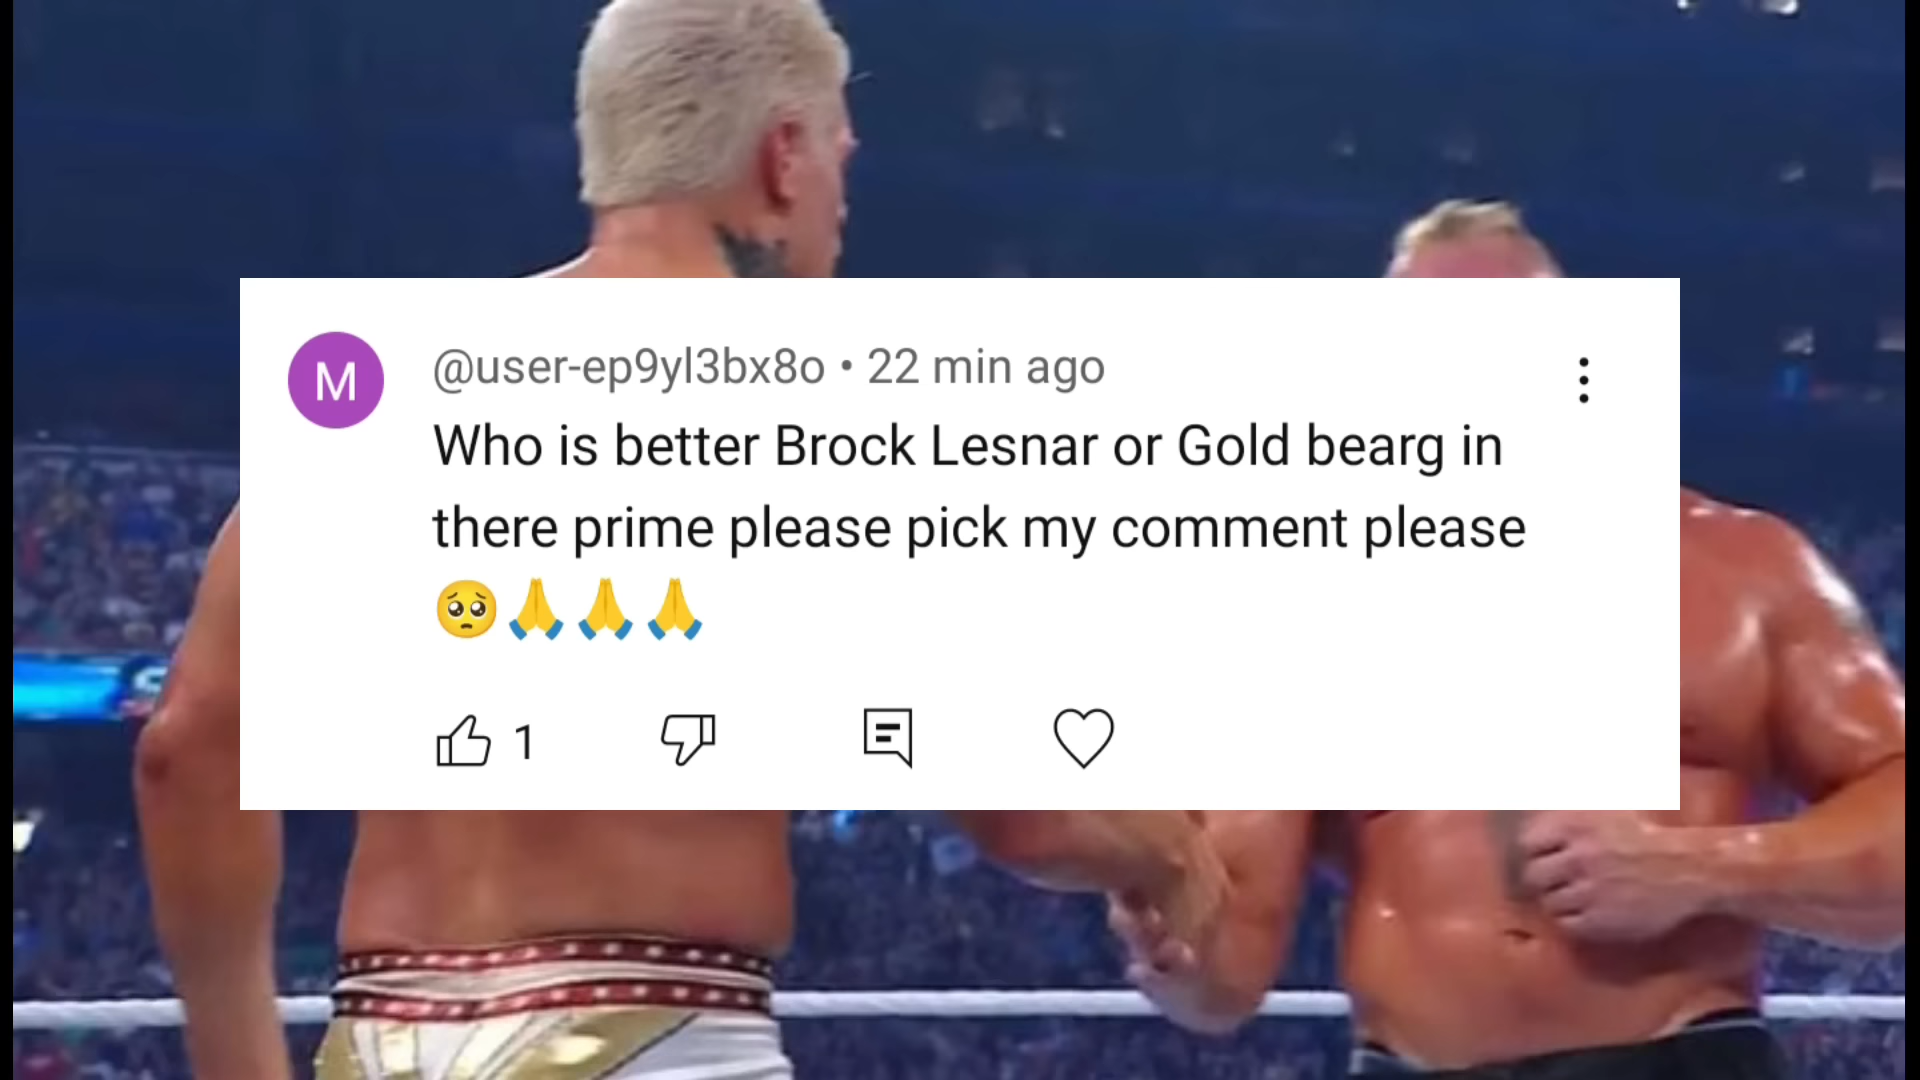 M
@user-ep9yl3bx8o • 22 min ago
Who is better Brock Lesnar or Gold bearg in
there prime please pick my comment please
🥺🙏🙏🙏
1